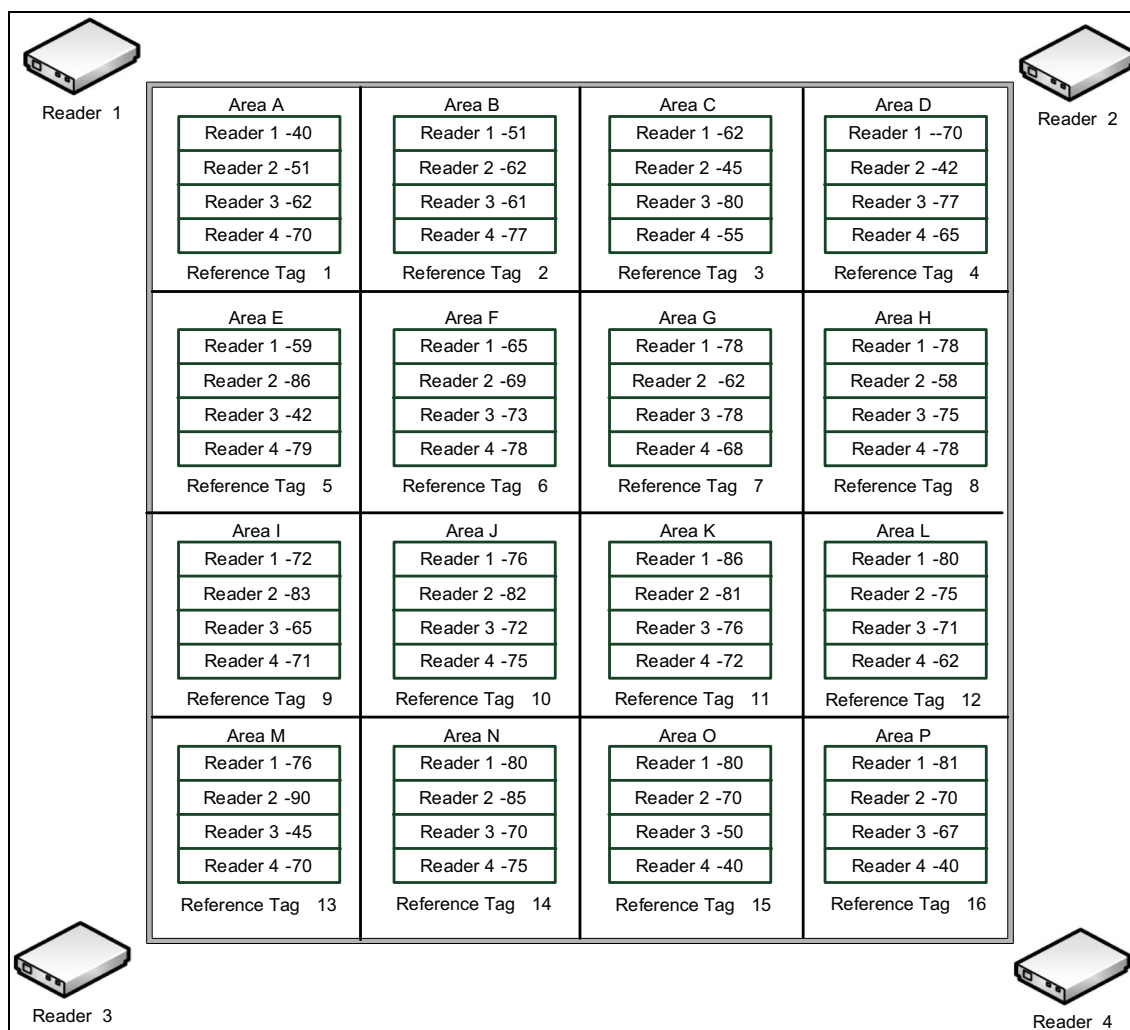 Reader 1
Reader 2
Area A
Reader 1 -40
Reader 2 -51
Reader 3 -62
Reader 4 -70
Reference Tag 1
Area B
Reader 1 -51
Reader 2 -62
Reader 3 -61
Reader 4 -77
Reference Tag 2
Area C
Reader 1 -62
Reader 2 -45
Reader 3 -80
Reader 4 -55
Reference Tag 3
Area D
Reader 1 --70
Reader 2 -42
Reader 3 -77
Reader 4 -65
Reference Tag 4
Area E
Reader 1 -59
Reader 2 -86
Reader 3 -42
Reader 4 -79
Reference Tag 5
Area F
Reader 1 -65
Reader 2 -69
Reader 3 -73
Reader 4 -78
Reference Tag 6
Area G
Reader 1 -78
Reader 2 -62
Reader 3 -78
Reader 4 -68
Reference Tag 7
Area H
Reader 1 -78
Reader 2 -58
Reader 3 -75
Reader 4 -78
Reference Tag 8
Area I
Reader 1 -72
Reader 2 -83
Reader 3 -65
Reader 4 -71
Reference Tag 9
Area J
Reader 1 -76
Reader 2 -82
Reader 3 -72
Reader 4 -75
Reference Tag 10
Area K
Reader 1 -86
Reader 2 -81
Reader 3 -76
Reader 4 -72
Reference Tag 11
Area L
Reader 1 -80
Reader 2 -75
Reader 3 -71
Reader 4 -62
Reference Tag 12
Area M
Reader 1 -76
Reader 2 -90
Reader 3 -45
Reader 4 -70
Reference Tag 13
Area N
Reader 1 -80
Reader 2 -85
Reader 3 -70
Reader 4 -75
Reference Tag 14
Area O
Reader 1 -80
Reader 2 -70
Reader 3 -50
Reader 4 -40
Reference Tag 15
Area P
Reader 1 -81
Reader 2 -70
Reader 3 -67
Reader 4 -40
Reference Tag 16
Reader 3
Reader 4